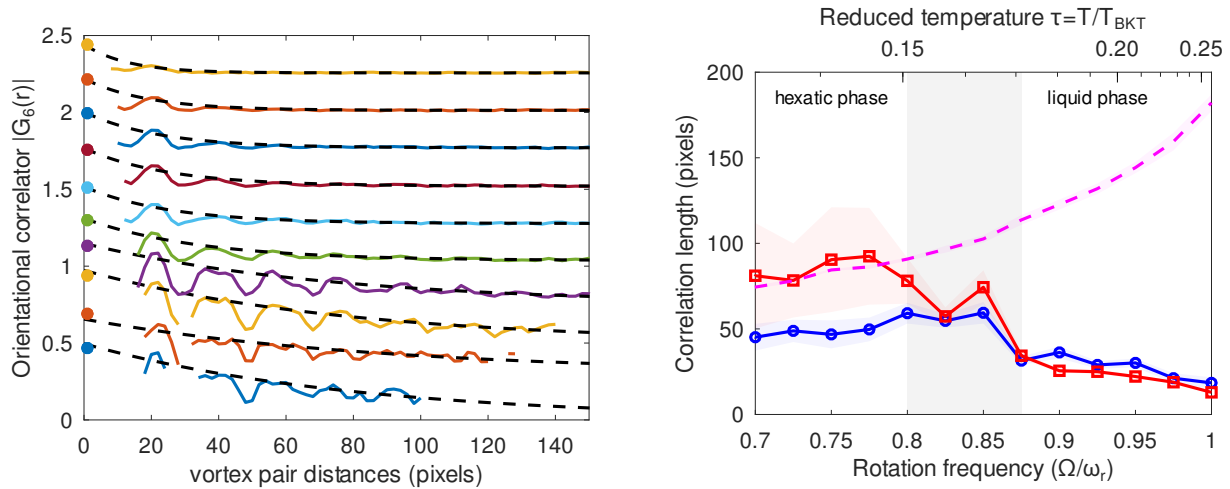 Orientational correlator |G6(r)|
2.5
2
1.5
1
0.5
0
0 20 40 60 80 100 120 140
vortex pair distances (pixels)
Reduced temperature τ=T/TBKT
0.15 0.20 0.25
Correlation length (pixels)
200
150
100
50
0
hexatic phase liquid phase
0.7 0.75 0.8 0.85 0.9 0.95 1
Rotation frequency (Ω/ωr)